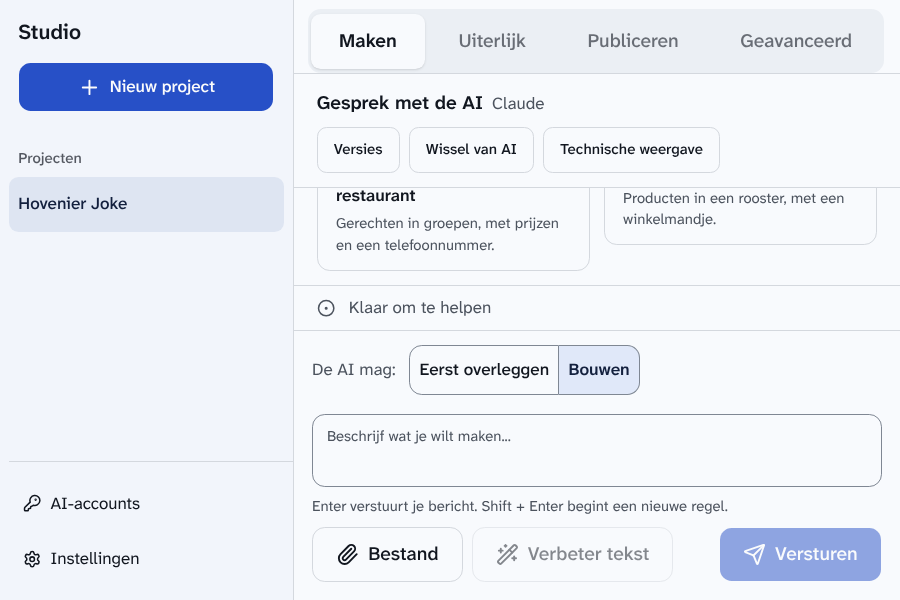 Studio
Nieuw project
Projecten
Hovenier Joke
AI-accounts
Instellingen
Maken
Uiterlijk
Publiceren
Geavanceerd
Gesprek met de AI Claude
Versies
Wissel van AI
Technische weergave
restaurant
Gerechten in groepen, met prijzen
en een telefoonnummer.
Producten in een rooster, met een
winkelmandje.
Klaar om te helpen
De AI mag:
Eerst overleggen
Bouwen
Beschrijf wat je wilt maken...
Enter verstuurt je bericht. Shift + Enter begint een nieuwe regel.
Bestand
Verbeter tekst
Versturen